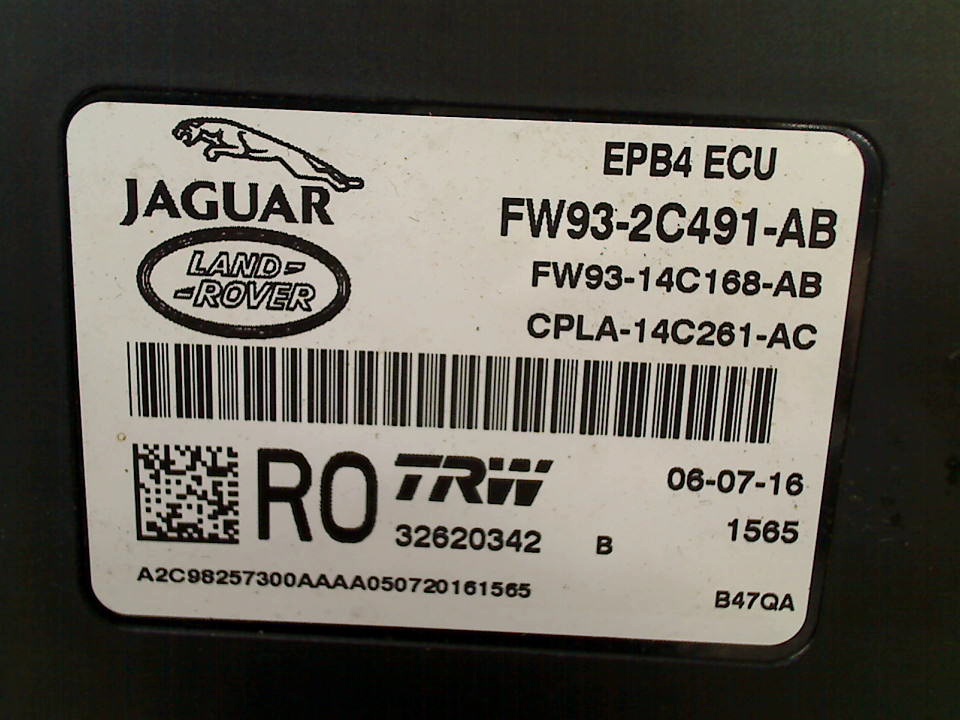 EPB4 ECU
JAGUAR
FW93-2C491-AB
LAND-
-ROVER
FW93-14C168-AB
CPLA-14C261-AC
RO
TRW
06-07-16
32620342
B
1565
A2C98257300AAAA050720161565
B47QA